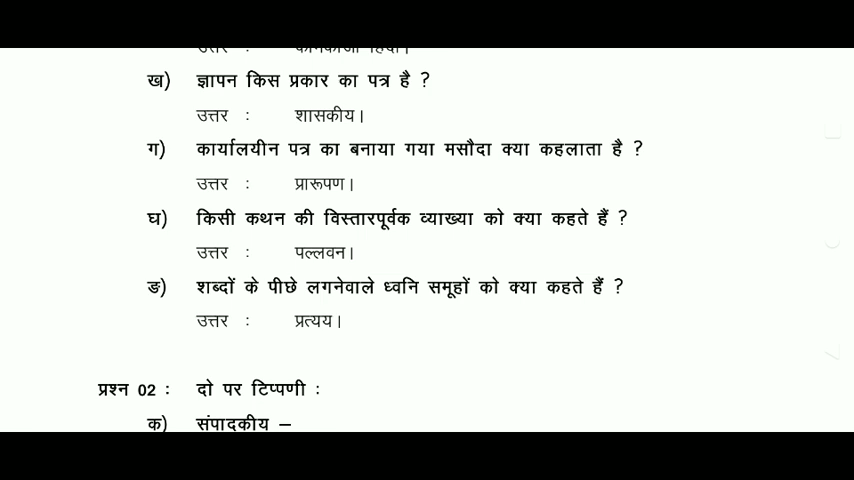 ख) ज्ञापन किस प्रकार का पत्र है ?
उत्तर : शासकीय।
ग) कार्यालयीन पत्र का बनाया गया मसौदा क्या कहलाता है ?
उत्तर : प्रारूपण।
घ) किसी कथन की विस्तारपूर्वक व्याख्या को क्या कहते हैं ?
उत्तर : पल्लवन।
ङ) शब्दों के पीछे लगनेवाले ध्वनि समूहों को क्या कहते हैं ?
उत्तर : प्रत्यय।
प्रश्न 02 : दो पर टिप्पणी :
क) संपादकीय –